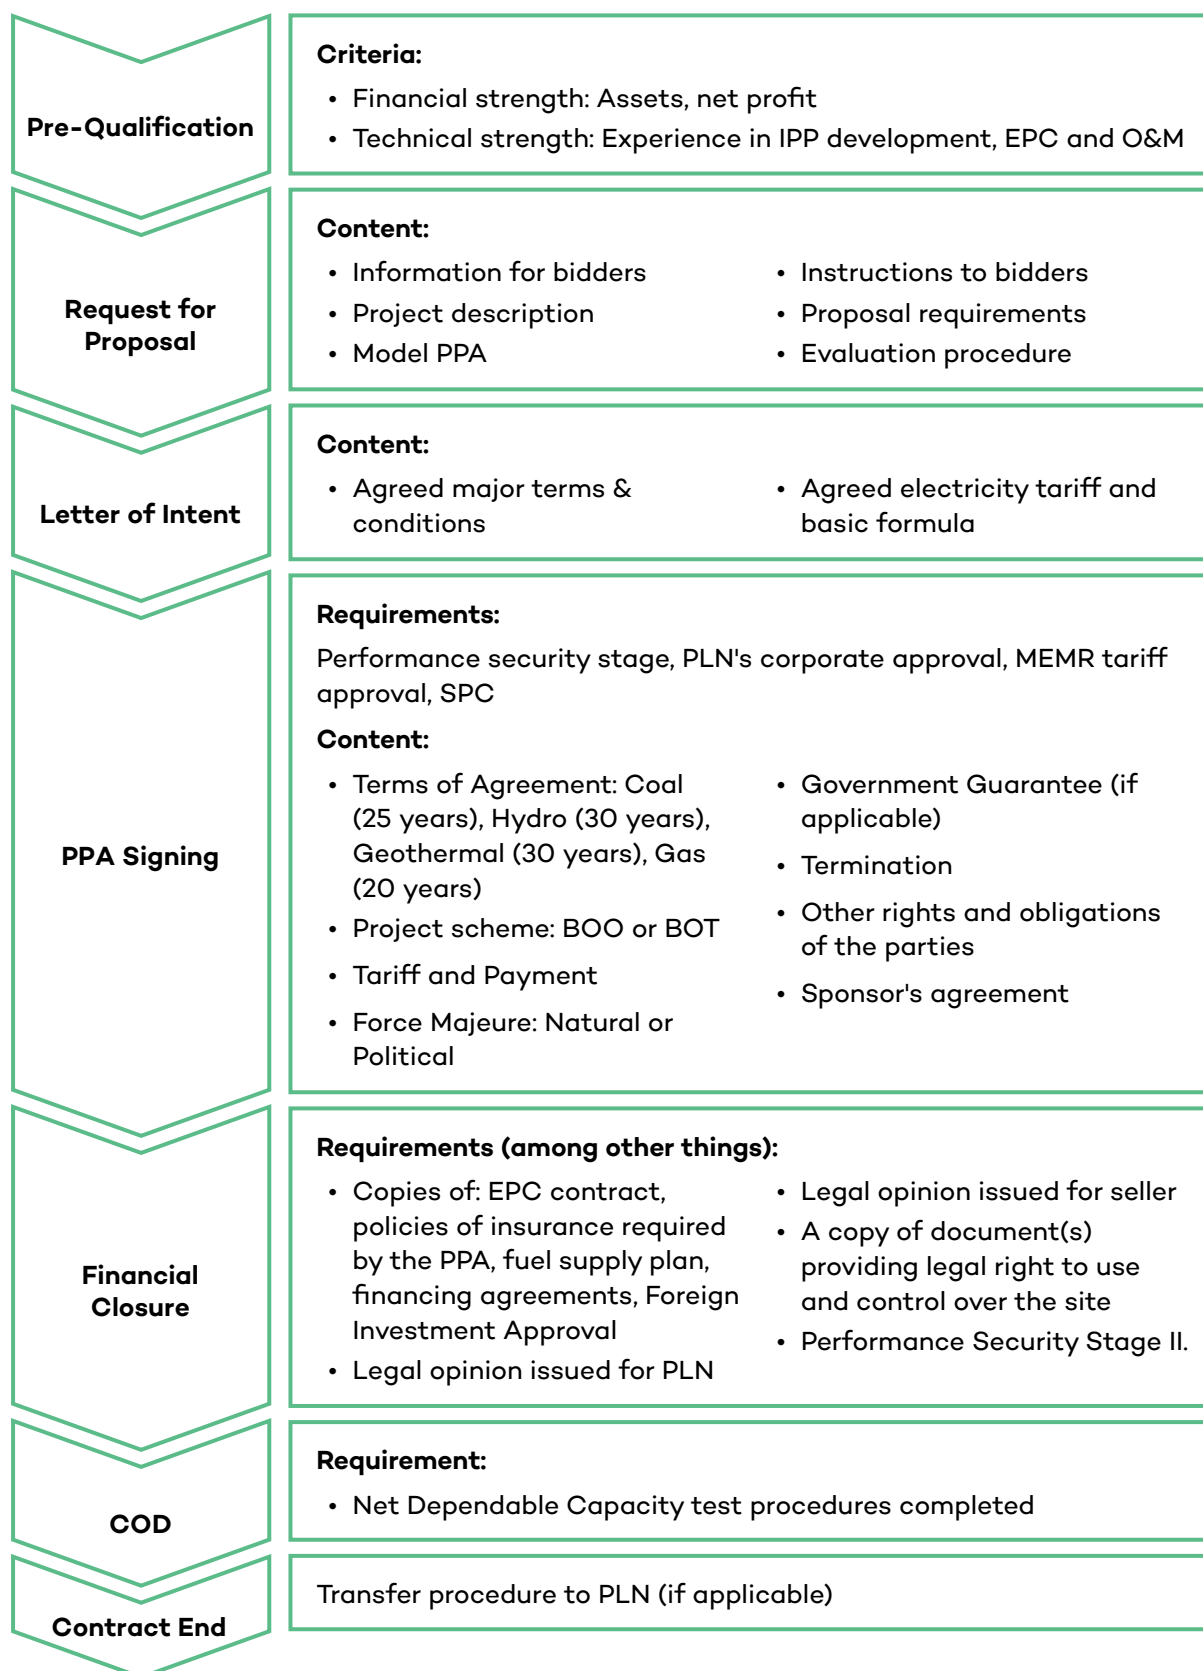 Pre-Qualification
Criteria:
• Financial strength: Assets, net profit
• Technical strength: Experience in IPP development, EPC and O&M
Request for
Proposal
Content:
• Information for bidders
• Project description
• Model PPA
• Instructions to bidders
• Proposal requirements
• Evaluation procedure
Letter of Intent
Content:
• Agreed major terms &
conditions
• Agreed electricity tariff and
basic formula
PPA Signing
Requirements:
Performance security stage, PLN's corporate approval, MEMR tariff
approval, SPC
Content:
• Terms of Agreement: Coal
(25 years), Hydro (30 years),
Geothermal (30 years), Gas
(20 years)
• Project scheme: BOO or BOT
• Tariff and Payment
• Force Majeure: Natural or
Political
• Government Guarantee (if
applicable)
• Termination
• Other rights and obligations
of the parties
• Sponsor's agreement
Financial
Closure
Requirements (among other things):
• Copies of: EPC contract,
policies of insurance required
by the PPA, fuel supply plan,
financing agreements, Foreign
Investment Approval
• Legal opinion issued for PLN
• Legal opinion issued for seller
• A copy of document(s)
providing legal right to use
and control over the site
• Performance Security Stage II.
COD
Requirement:
• Net Dependable Capacity test procedures completed
Contract End
Transfer procedure to PLN (if applicable)